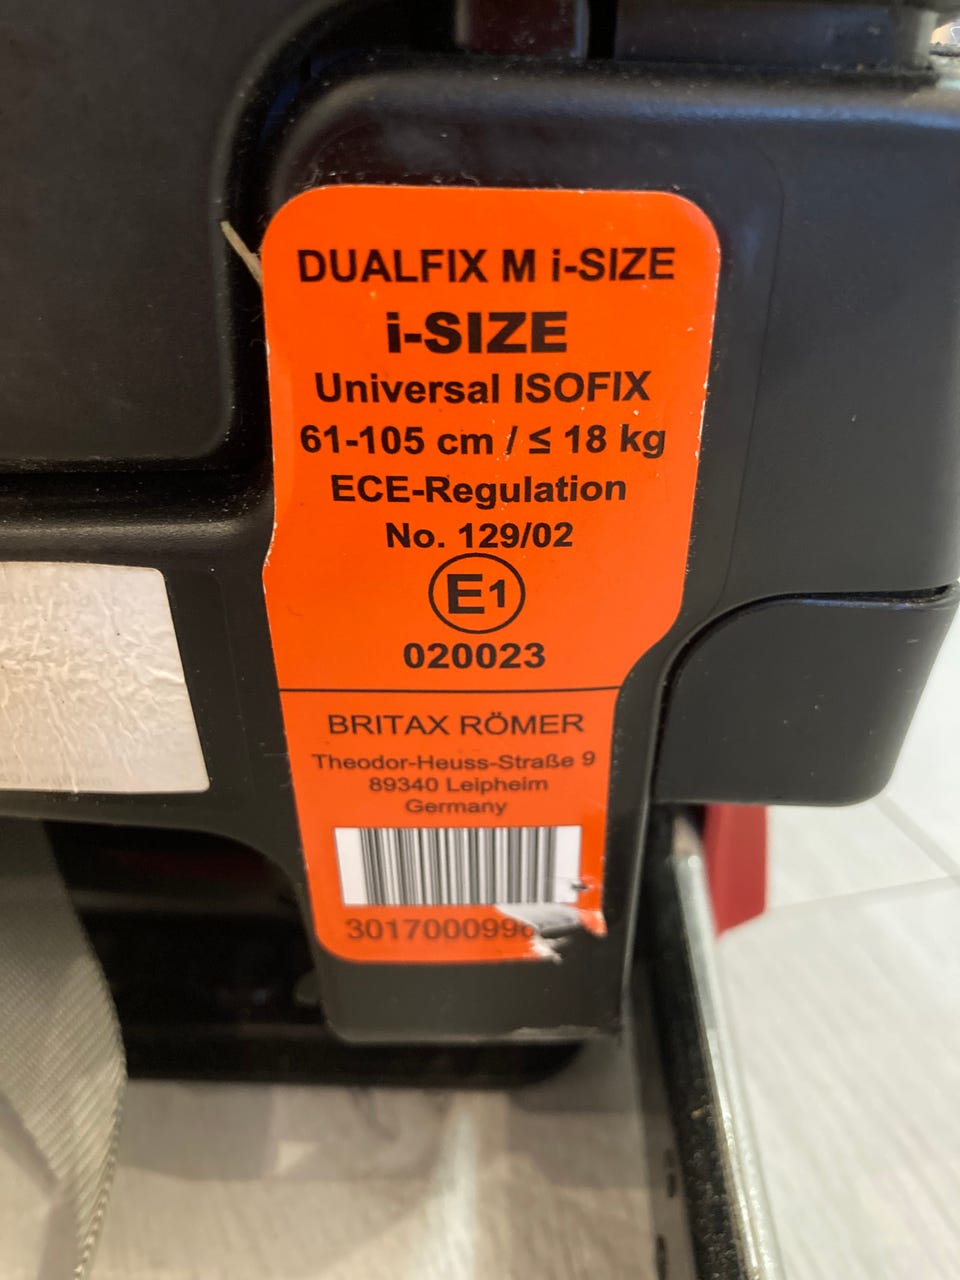 DUALFIX M i-SIZE
i-SIZE
Universal ISOFIX
61-105 cm / ≤ 18 kg
ECE-Regulation
No. 129/02
E1
020023
BRITAX RÖMER
Theodor-Heuss-Straße 9
89340 Leipheim
Germany